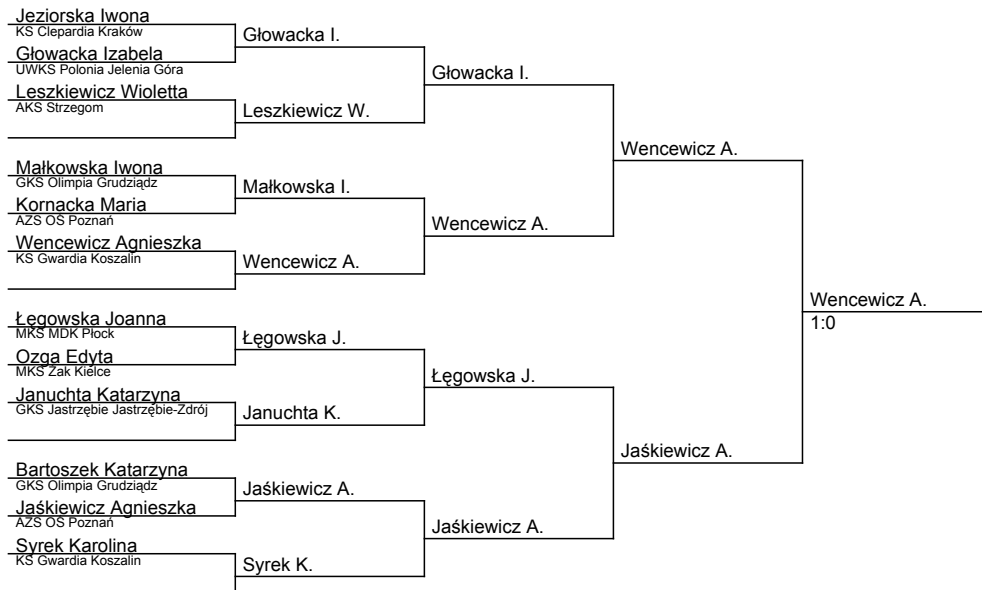 Jeziorska Iwona
KS Clepardia Kraków
Głowacka I.
Głowacka Izabela
UWKS Polonia Jelenia Góra
Głowacka I.
Leszkiewicz Wioletta
AKS Strzegom
Leszkiewicz W.
Wencewicz A.
Małkowska Iwona
GKS Olimpia Grudziądz
Małkowska I.
Kornacka Maria
AZS OŚ Poznań
Wencewicz A.
Wencewicz Agnieszka
KS Gwardia Koszalin
Wencewicz A.
Wencewicz A.
1:0
Łęgowska Joanna
MKS MDK Płock
Łęgowska J.
Ozga Edyta
MKS Żak Kielce
Łęgowska J.
Januchta Katarzyna
GKS Jastrzębie Jastrzębie-Zdrój
Januchta K.
Jaśkiewicz A.
Bartoszek Katarzyna
GKS Olimpia Grudziądz
Jaśkiewicz A.
Jaśkiewicz Agnieszka
AZS OŚ Poznań
Jaśkiewicz A.
Syrek Karolina
KS Gwardia Koszalin
Syrek K.